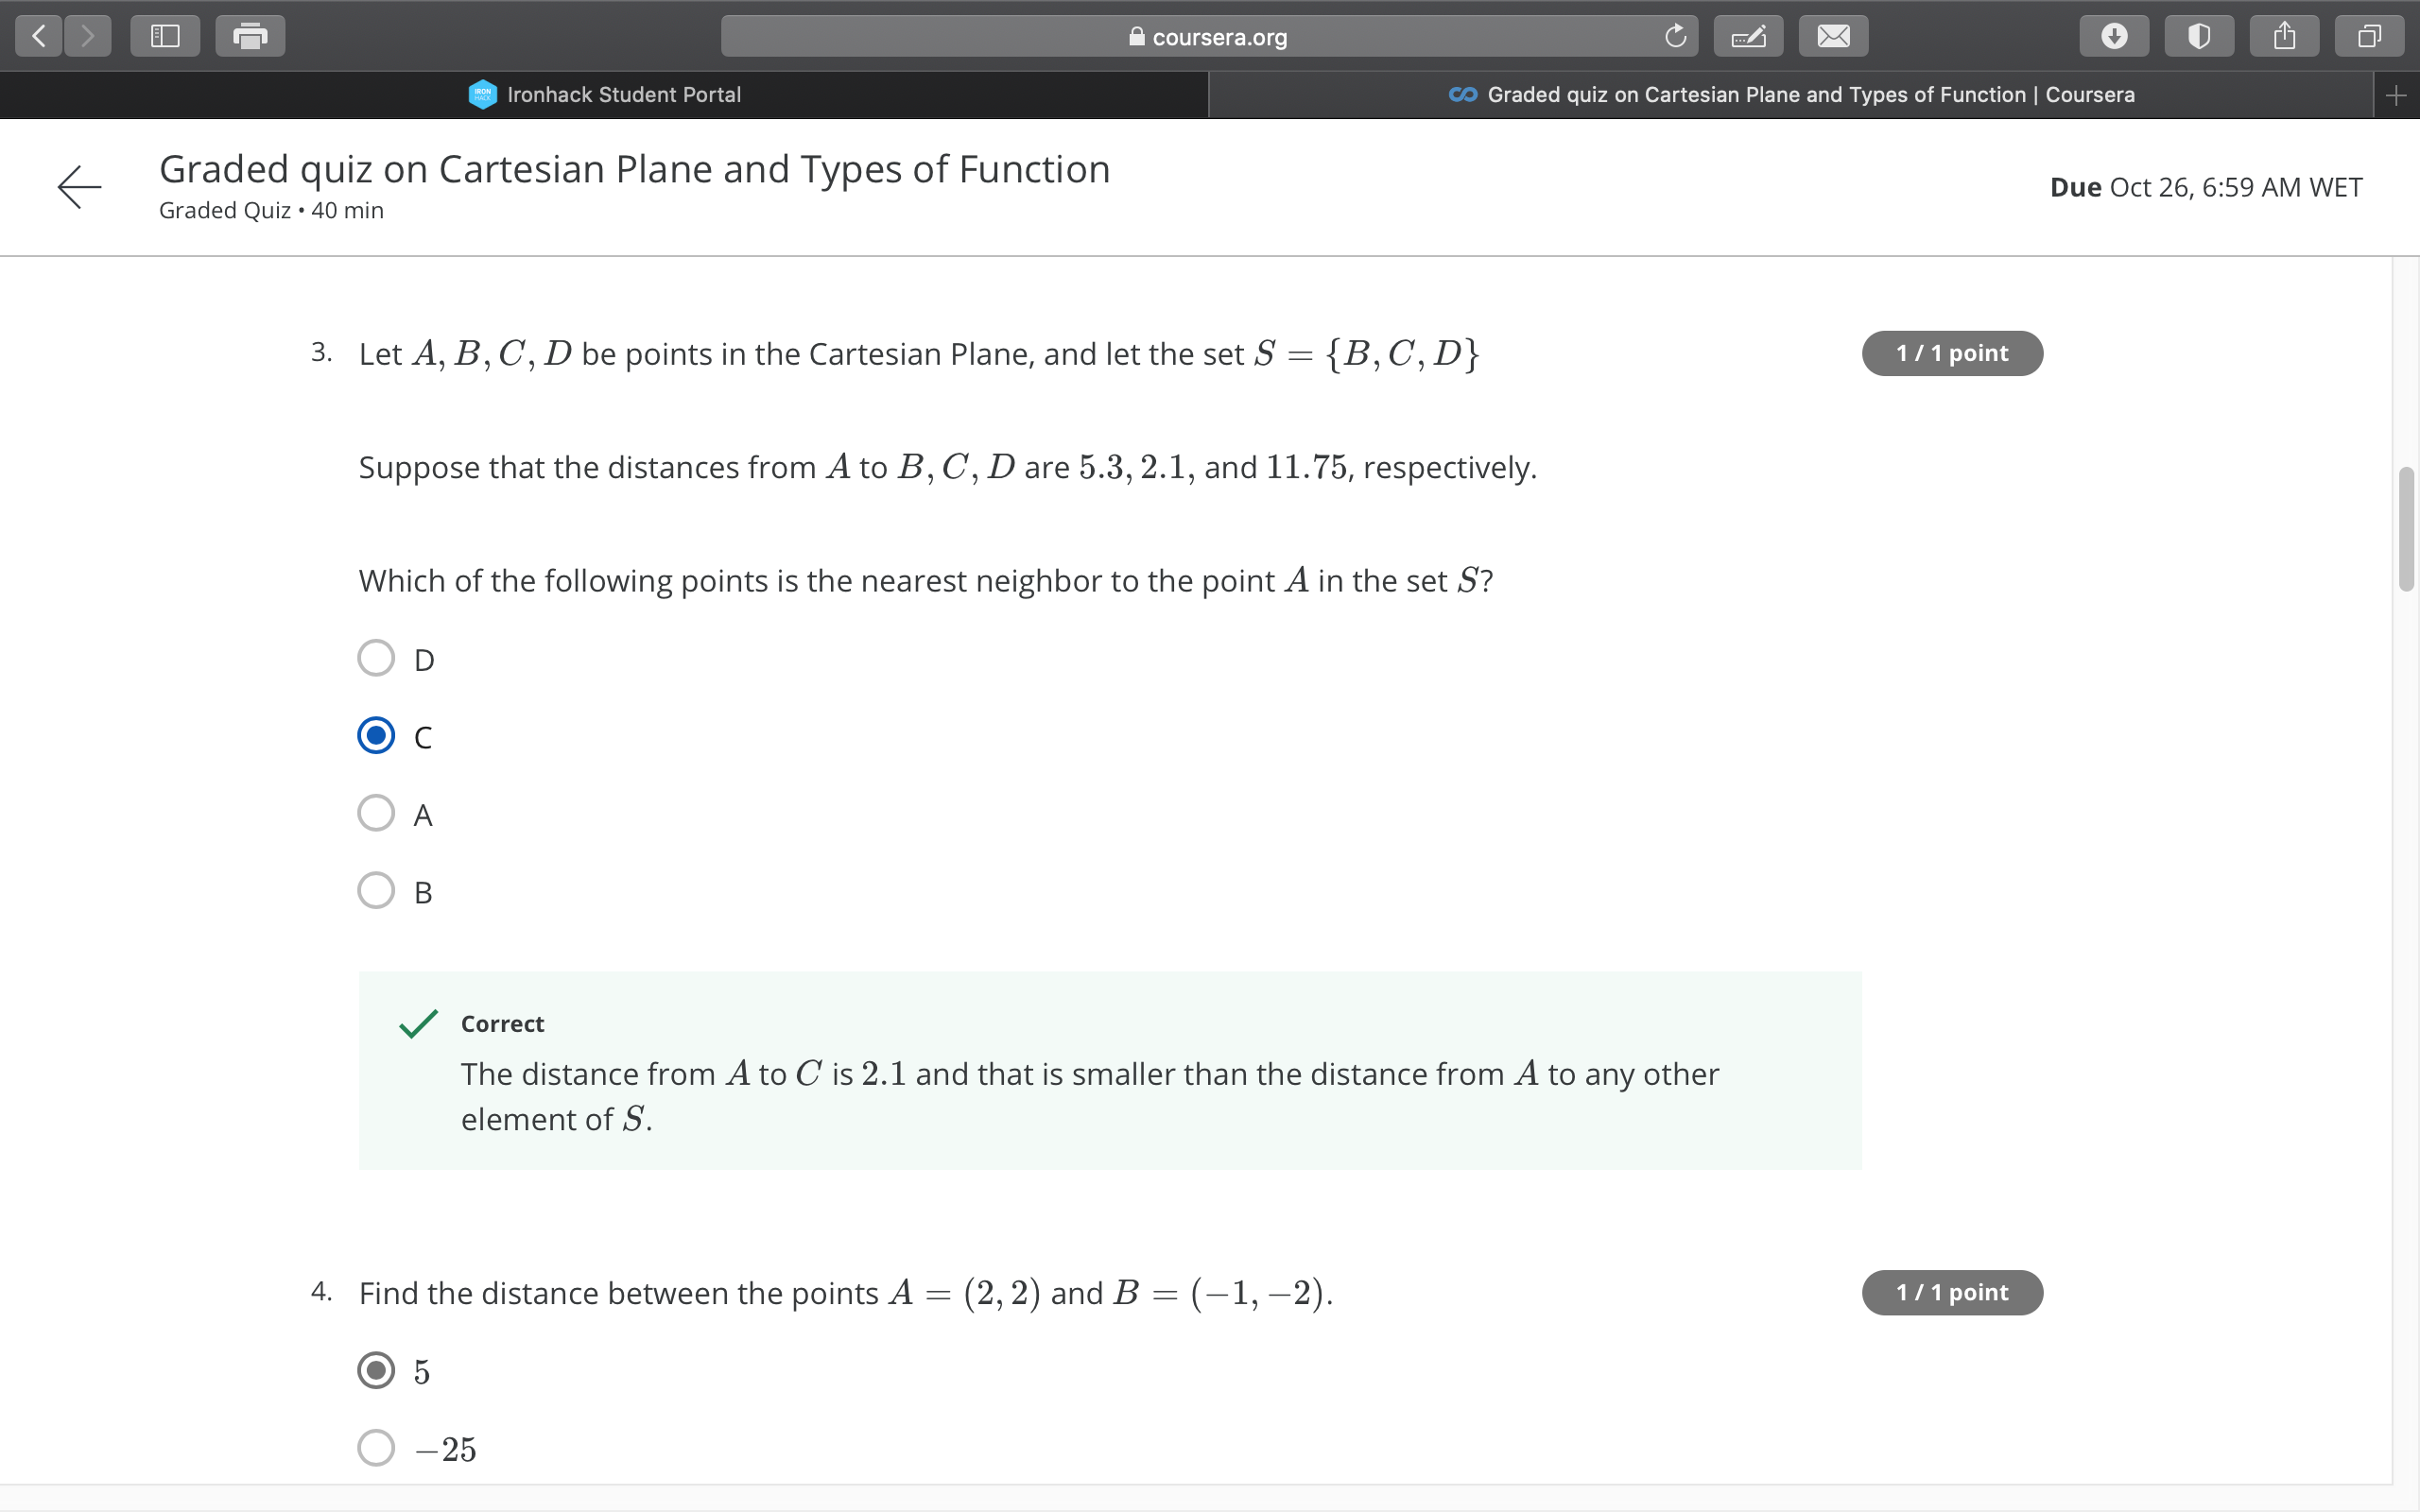 coursera.org
IRON
HACK
Ironhack Student Portal
Graded quiz on Cartesian Plane and Types of Function | Coursera
Graded quiz on Cartesian Plane and Types of Function
Graded Quiz • 40 min
Due Oct 26, 6:59 AM WET
3. Let A, B, C, D be points in the Cartesian Plane, and let the set S = {B, C, D}
1 / 1 point
Suppose that the distances from A to B, C, D are 5.3, 2.1, and 11.75, respectively.
Which of the following points is the nearest neighbor to the point A in the set S?
D
C
A
B
Correct
The distance from A to C is 2.1 and that is smaller than the distance from A to any other
element of S.
4. Find the distance between the points A = (2, 2) and B = (−1, −2).
1 / 1 point
5
−25